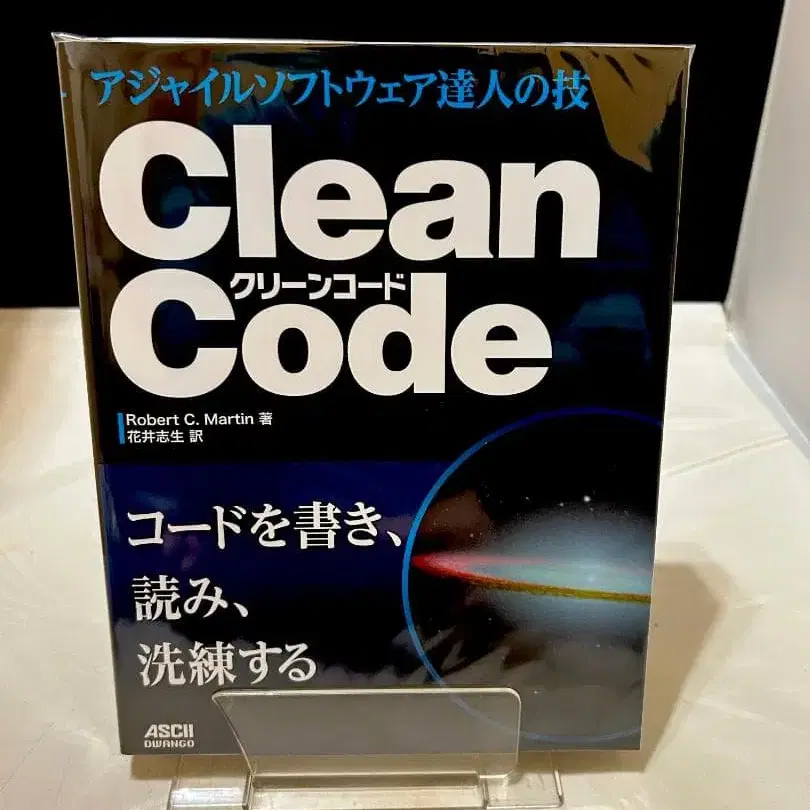 アジャイルソフトウェア達人の技
Clean
クリーンコード
Code
Robert C. Martin 著
花井志生 訳
コードを書き、
読み、
洗練する
ASCII
DWANGO